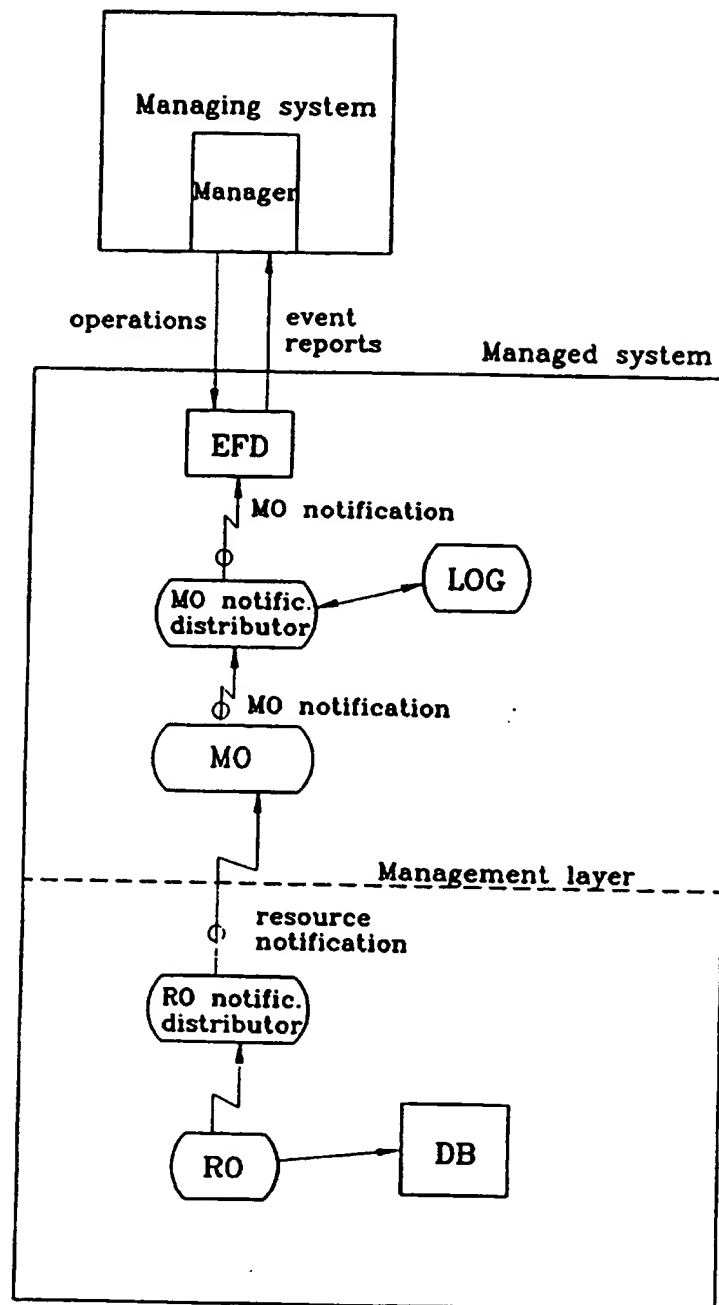 Managing system
Manager
operations
event
reports
Managed system
EFD
MO notification
LOG
MO notific.
distributor
MO notification
MO
Management layer
resource
notification
RO notific.
distributor
RO
DB